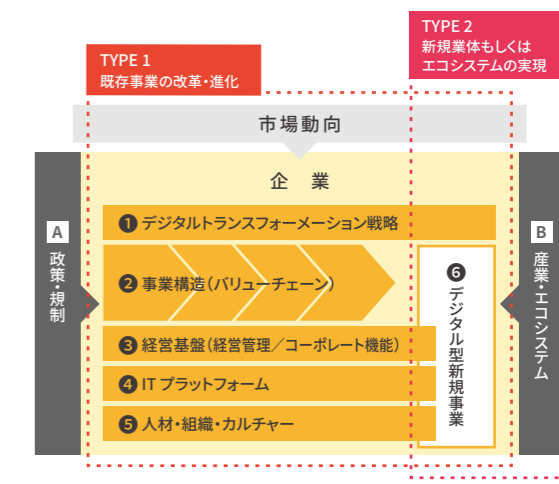 TYPE 1
既存事業の改革・進化
TYPE 2
新規業体もしくは
エコシステムの実現
市場動向
企 業
A
政策・規制
❶デジタルトランスフォーメーション戦略
❷事業構造（バリューチェーン）
❸経営基盤（経営管理／コーポレート機能）
❹ITプラットフォーム
❺人材・組織・カルチャー
❻デジタル型新規事業
B
産業・エコシステム